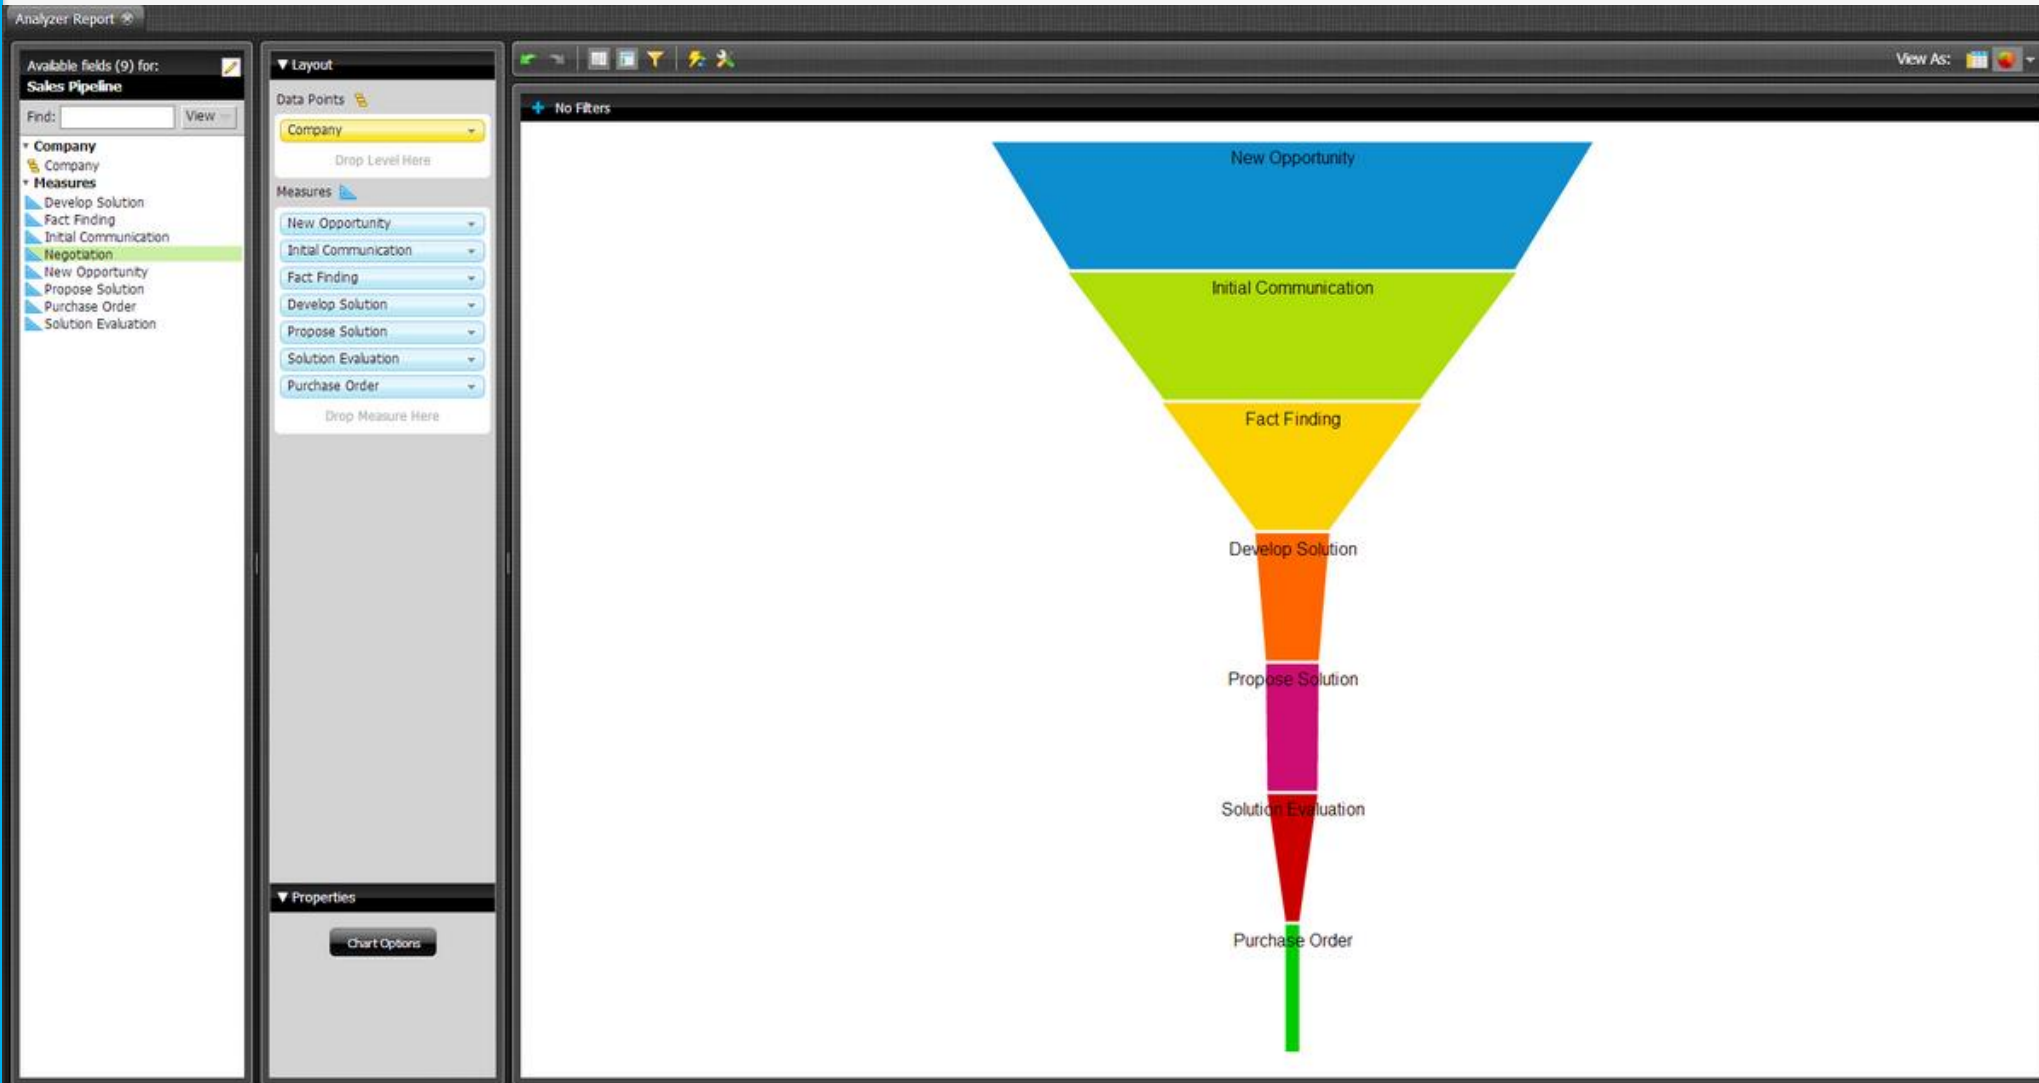 Analyzer Report
Available fields (9) for:
Sales Pipeline
Find:
View
Company
Company
Measures
Develop Solution
Fact Finding
Initial Communication
Negotiation
New Opportunity
Propose Solution
Purchase Order
Solution Evaluation
Layout
Data Points
Company
Drop Level Here
Measures
New Opportunity
Initial Communication
Fact Finding
Develop Solution
Propose Solution
Solution Evaluation
Purchase Order
Drop Measure Here
Properties
Chart Options
View As:
No Filters
New Opportunity
Initial Communication
Fact Finding
Develop Solution
Propose Solution
Solution Evaluation
Purchase Order